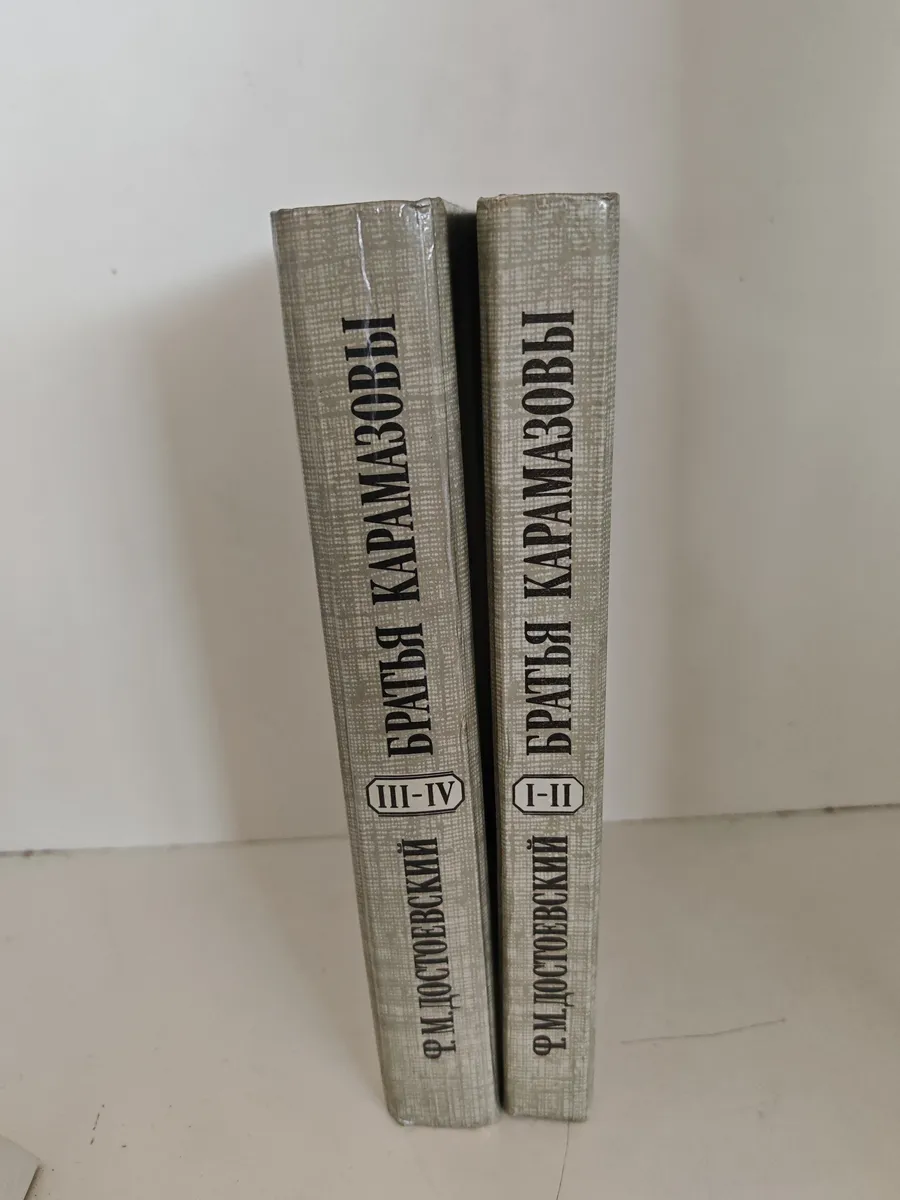 Ф. М. ДОСТОЕВСКИЙ III-IV БРАТЬЯ КАРАМАЗОВЫ
Ф. М. ДОСТОЕВСКИЙ I-II БРАТЬЯ КАРАМАЗОВЫ